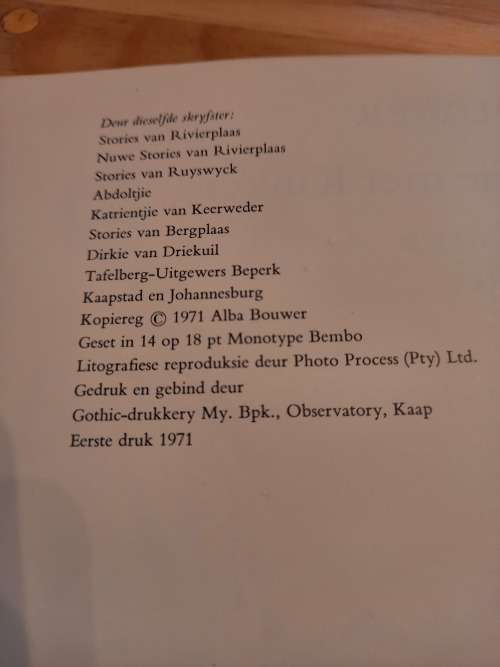 Deur dieselfde skryfster:
Stories van Rivierplaas
Nuwe Stories van Rivierplaas
Stories van Ruyswyck
Abdoltjie
Katrientjie van Keerweder
Stories van Bergplaas
Dirkie van Driekuil
Tafelberg-Uitgewers Beperk
Kaapstad en Johannesburg
Kopiereg © 1971 Alba Bouwer
Geset in 14 op 18 pt Monotype Bembo
Litografiese reproduksie deur Photo Process (Pty) Ltd.
Gedruk en gebind deur
Gothic-drukkery My. Bpk., Observatory, Kaap
Eerste druk 1971